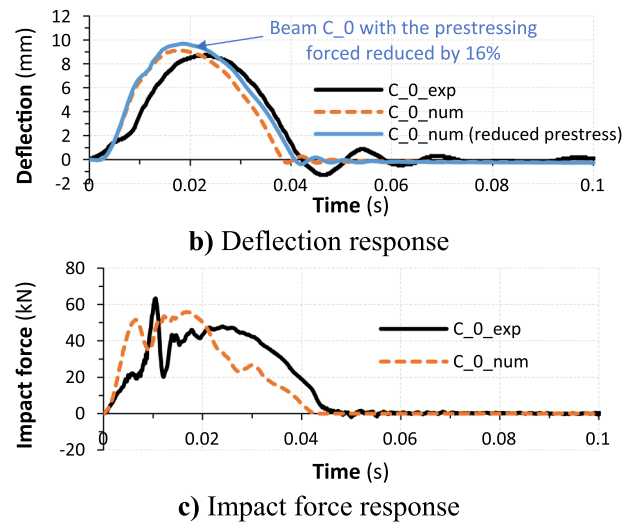 12
10
8
6
4
2
0
-2
Deflection (mm)
Beam C_0 with the prestressing
forced reduced by 16%
C_0_exp
C_0_num
C_0_num (reduced prestress)
0 0.02 0.04 0.06 0.08 0.1
Time (s)
b) Deflection response
80
60
40
20
0
-20
Impact force (kN)
C_0_exp
C_0_num
0 0.02 0.04 0.06 0.08 0.1
Time (s)
c) Impact force response